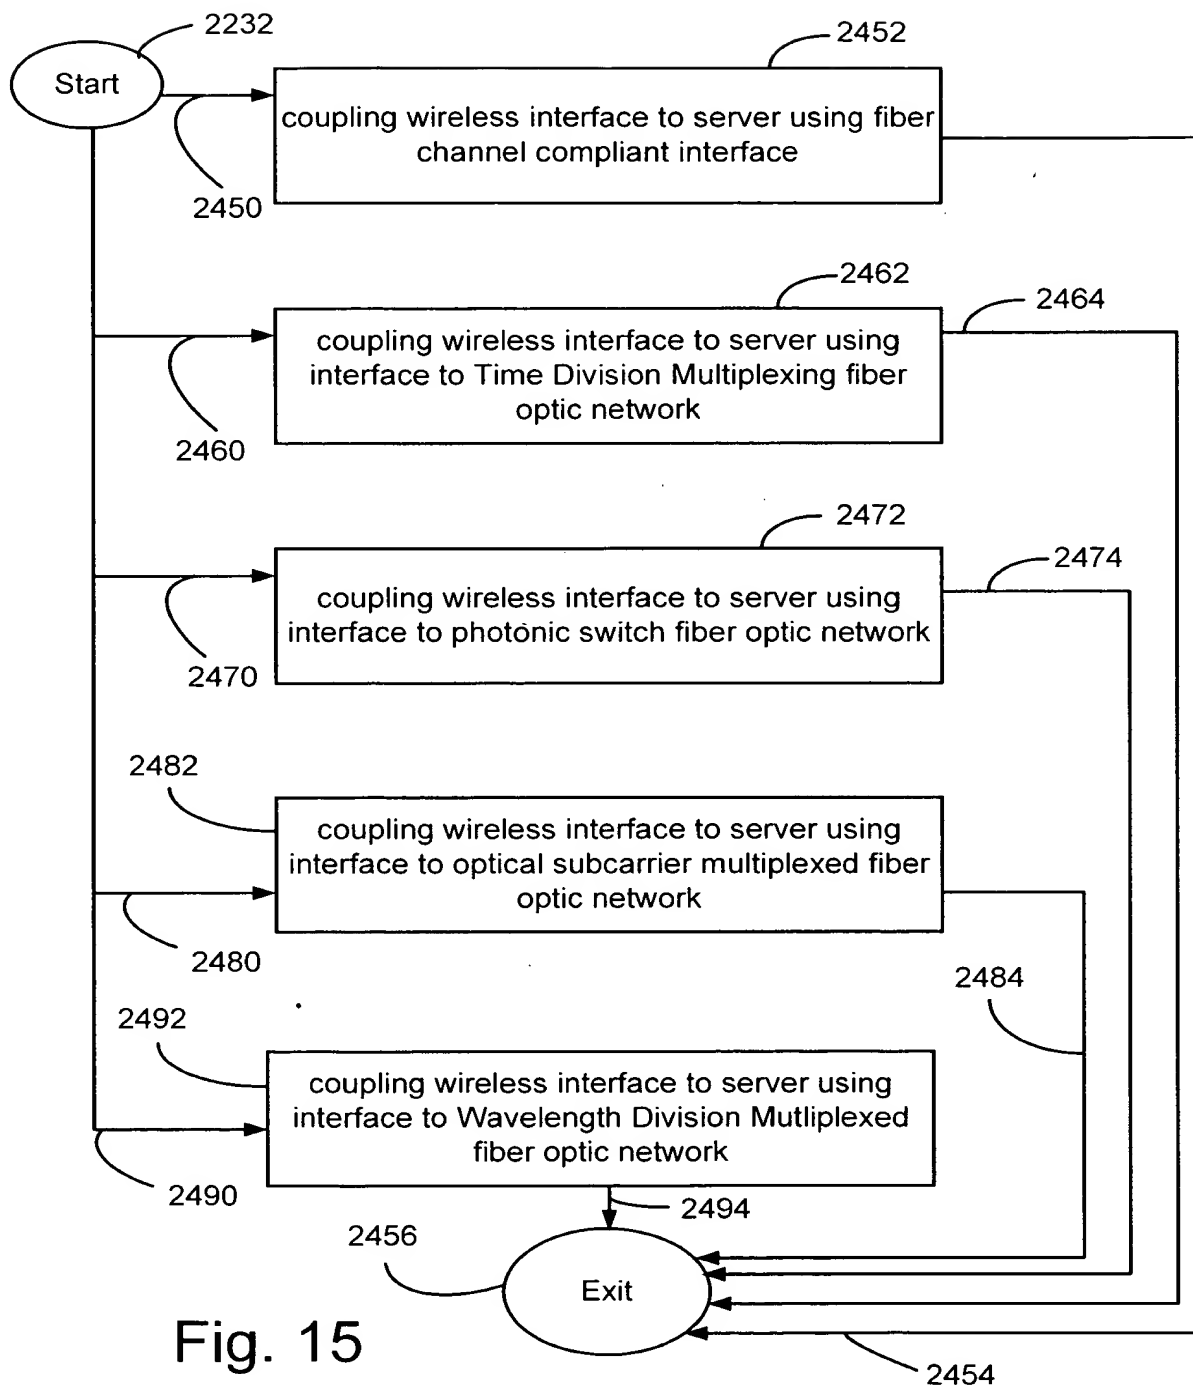 2232
Start
2452
coupling wireless interface to server using fiber
channel compliant interface
2450
2462
2464
coupling wireless interface to server using
interface to Time Division Multiplexing fiber
optic network
2460
2472
2474
coupling wireless interface to server using
interface to photonic switch fiber optic network
2470
2482
coupling wireless interface to server using
interface to optical subcarrier multiplexed fiber
optic network
2480
2484
2492
coupling wireless interface to server using
interface to Wavelength Division Mutliplexed
fiber optic network
2490
2494
2456
Exit
Fig. 15
2454